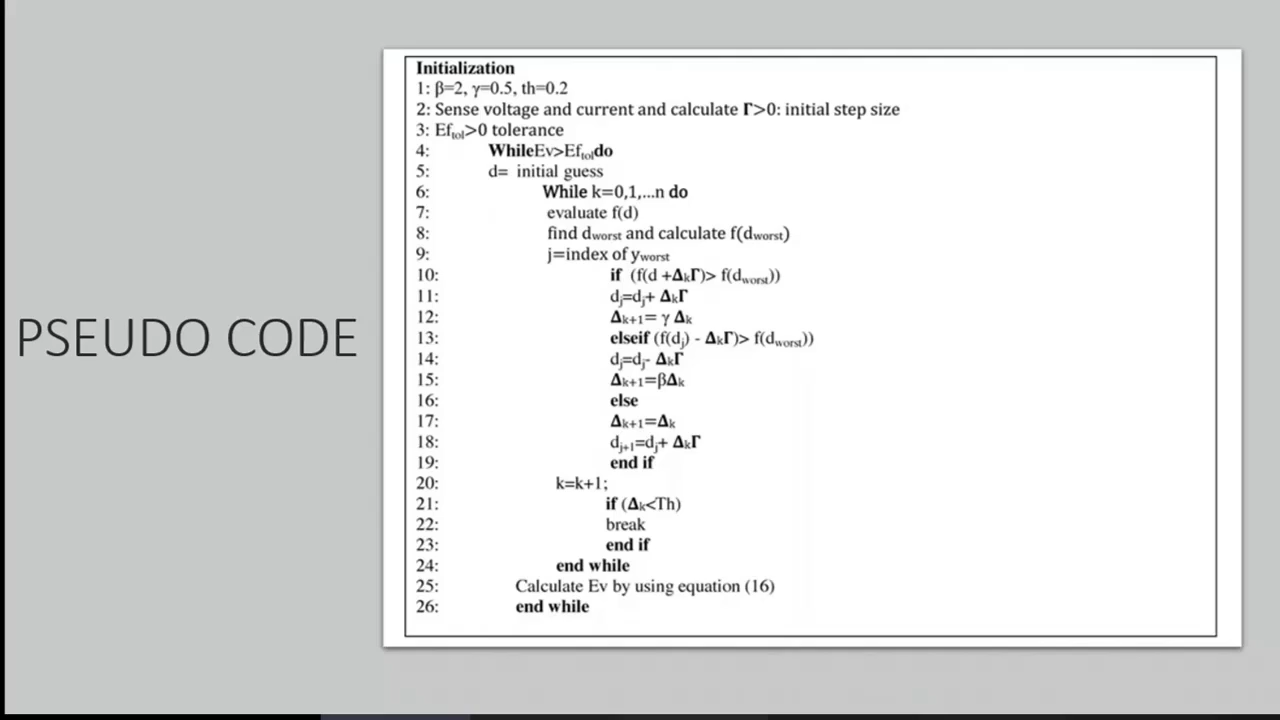 PSEUDO CODE
Initialization
1: β=2, γ=0.5, th=0.2
2: Sense voltage and current and calculate Γ>0: initial step size
3: Ef_tol>0 tolerance
4: WhileEv>Ef_toldo
5: d= initial guess
6: While k=0,1,...n do
7: evaluate f(d)
8: find d_worst and calculate f(d_worst)
9: j=index of y_worst
10: if (f(d +Δ_kΓ)> f(d_worst))
11: d_j=d_j+ Δ_kΓ
12: Δ_k+1= γ Δ_k
13: elseif (f(d_j) - Δ_kΓ)> f(d_worst))
14: d_j=d_j- Δ_kΓ
15: Δ_k+1=βΔ_k
16: else
17: Δ_k+1=Δ_k
18: d_j+1=d_j+ Δ_kΓ
19: end if
20: k=k+1;
21: if (Δ_k<Th)
22: break
23: end if
24: end while
25: Calculate Ev by using equation (16)
26: end while